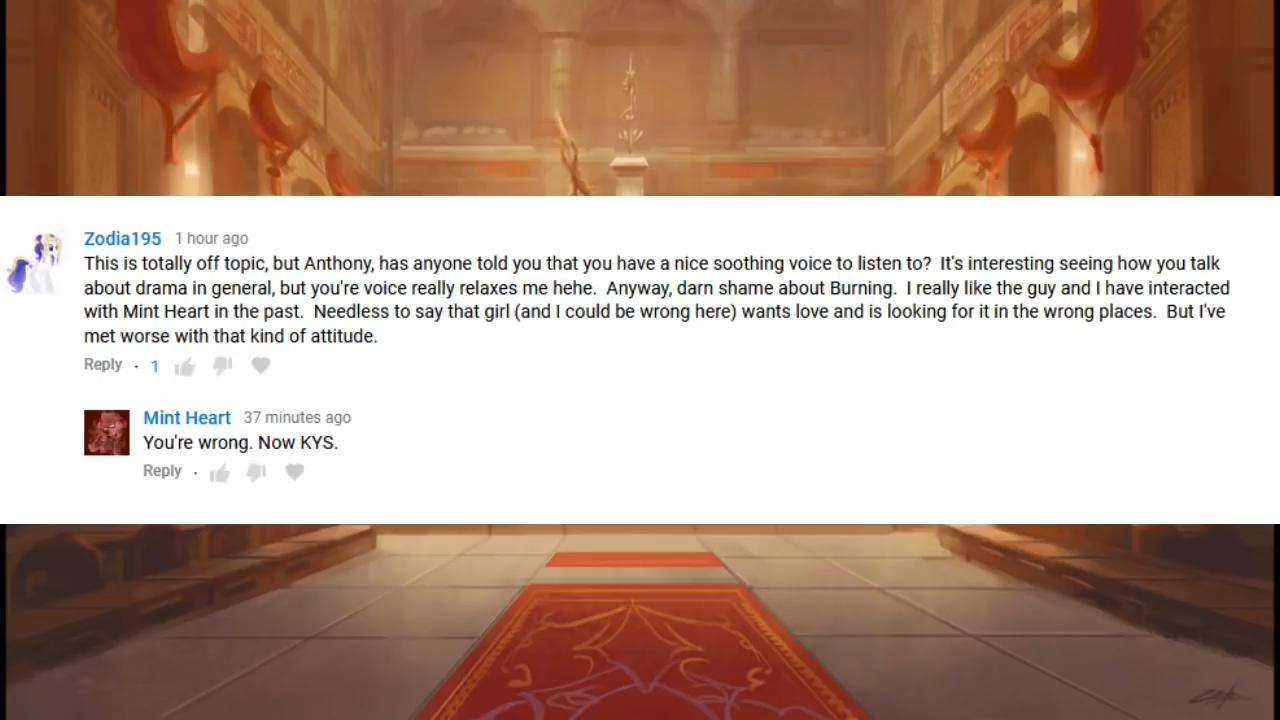 Zodia195 1 hour ago
This is totally off topic, but Anthony, has anyone told you that you have a nice soothing voice to listen to?  It's interesting seeing how you talk
about drama in general, but you're voice really relaxes me hehe.  Anyway, darn shame about Burning.  I really like the guy and I have interacted
with Mint Heart in the past.  Needless to say that girl (and I could be wrong here) wants love and is looking for it in the wrong places.  But I've
met worse with that kind of attitude.
Reply · 1
Mint Heart 37 minutes ago
You're wrong. Now KYS.
Reply ·